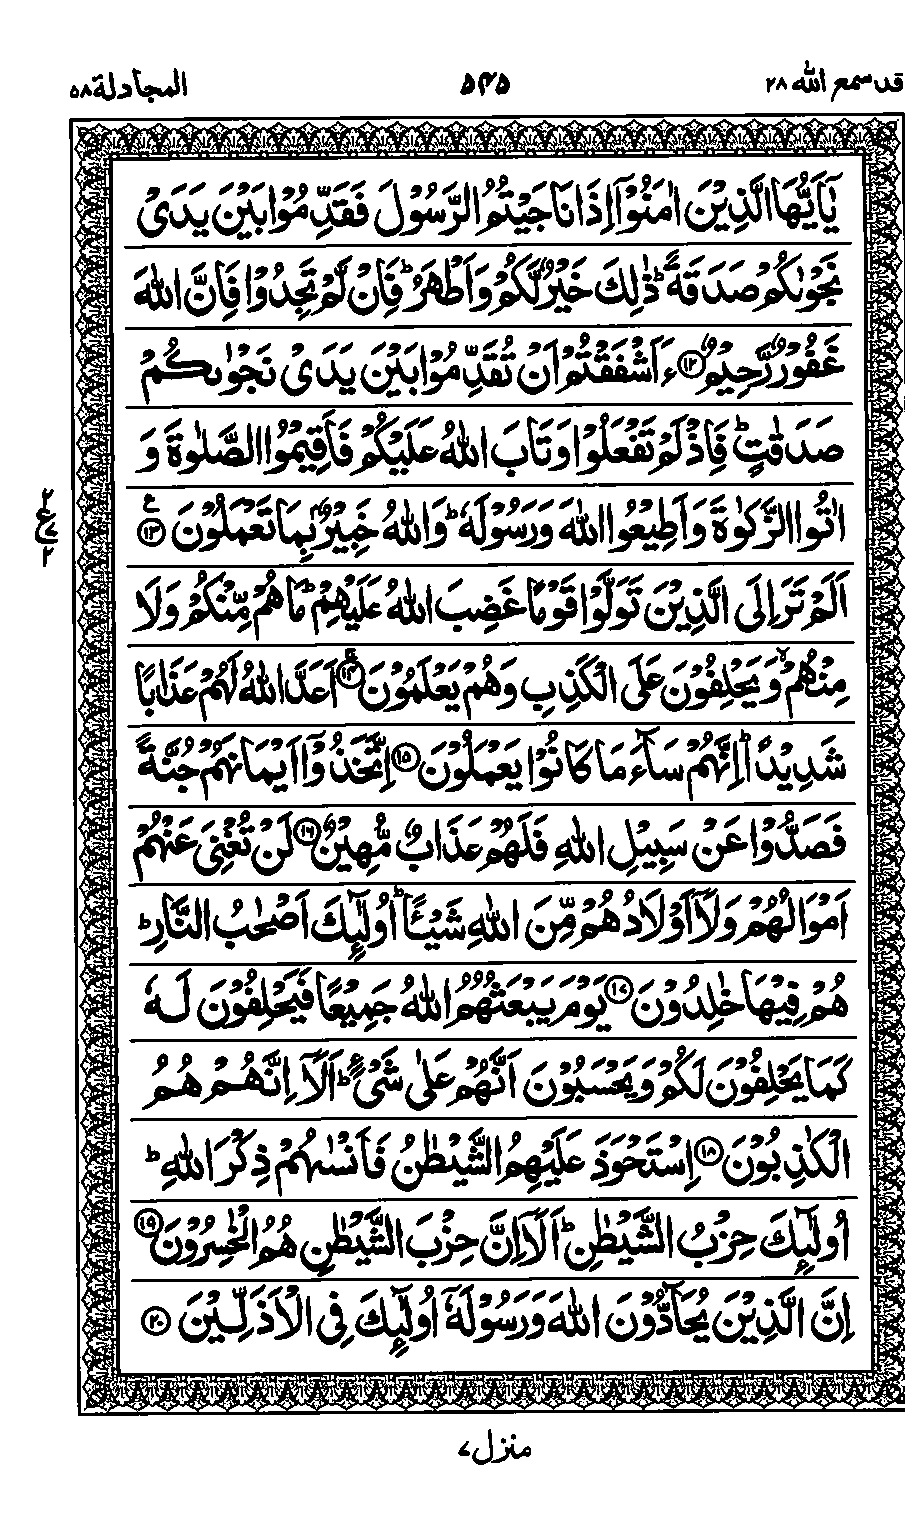 قد سمع الله ٢٨
۵۴۵
المجادلة ٥٨
يٰۤاَيُّهَا الَّذِيْنَ اٰمَنُوْۤا اِذَا نَاجَيْتُمُ الرَّسُوْلَ فَقَدِّمُوْا بَيْنَ يَدَيْ
نَجْوٰىكُمْ صَدَقَةً ؕ ذٰلِكَ خَيْرٌ لَّكُمْ وَاَطْهَرُ ؕ فَاِنْ لَّمْ تَجِدُوْا فَاِنَّ اللّٰهَ
غَفُوْرٌ رَّحِيْمٌ ۝۱۲ ءَاَشْفَقْتُمْ اَنْ تُقَدِّمُوْا بَيْنَ يَدَيْ نَجْوٰىكُمْ
صَدَقٰتٍ ؕ فَاِذْ لَمْ تَفْعَلُوْا وَتَابَ اللّٰهُ عَلَيْكُمْ فَاَقِيْمُوا الصَّلٰوةَ وَ
اٰتُوا الزَّكٰوةَ وَاَطِيْعُوا اللّٰهَ وَرَسُوْلَهٗ ؕ وَاللّٰهُ خَبِيْرٌۢ بِمَا تَعْمَلُوْنَ ۝۱۳ ع
٢
ع
٢
اَلَمْ تَرَ اِلَى الَّذِيْنَ تَوَلَّوْا قَوْمًا غَضِبَ اللّٰهُ عَلَيْهِمْ ؕ مَا هُمْ مِّنْكُمْ وَلَا
مِنْهُمْ ۙ وَيَحْلِفُوْنَ عَلَى الْكَذِبِ وَهُمْ يَعْلَمُوْنَ ۝۱۴ اَعَدَّ اللّٰهُ لَهُمْ عَذَابًا
شَدِيْدًا ؕ اِنَّهُمْ سَآءَ مَا كَانُوْا يَعْمَلُوْنَ ۝۱۵ اِتَّخَذُوْۤا اَيْمَانَهُمْ جُنَّةً
فَصَدُّوْا عَنْ سَبِيْلِ اللّٰهِ فَلَهُمْ عَذَابٌ مُّهِيْنٌ ۝۱۶ لَنْ تُغْنِيَ عَنْهُمْ
اَمْوَالُهُمْ وَلَاۤ اَوْلَادُهُمْ مِّنَ اللّٰهِ شَيْـًٔا ؕ اُولٰٓئِكَ اَصْحٰبُ النَّارِ ؕ
هُمْ فِيْهَا خٰلِدُوْنَ ۝۱۷ يَوْمَ يَبْعَثُهُمُ اللّٰهُ جَمِيْعًا فَيَحْلِفُوْنَ لَهٗ
كَمَا يَحْلِفُوْنَ لَكُمْ وَيَحْسَبُوْنَ اَنَّهُمْ عَلٰى شَيْءٍ ؕ اَلَاۤ اِنَّهُمْ هُمُ
الْكٰذِبُوْنَ ۝۱۸ اِسْتَحْوَذَ عَلَيْهِمُ الشَّيْطٰنُ فَاَنْسٰىهُمْ ذِكْرَ اللّٰهِ ؕ
اُولٰٓئِكَ حِزْبُ الشَّيْطٰنِ ؕ اَلَاۤ اِنَّ حِزْبَ الشَّيْطٰنِ هُمُ الْخٰسِرُوْنَ ۝۱۹
اِنَّ الَّذِيْنَ يُحَآدُّوْنَ اللّٰهَ وَرَسُوْلَهٗۤ اُولٰٓئِكَ فِي الْاَذَلِّيْنَ ۝۲۰
منزل ۷